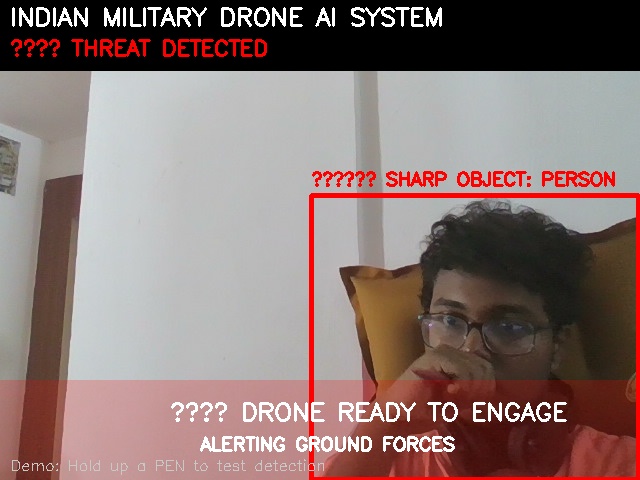 INDIAN MILITARY DRONE AI SYSTEM
???? THREAT DETECTED
?????? SHARP OBJECT: PERSON
???? DRONE READY TO ENGAGE
ALERTING GROUND FORCES
Demo: Hold up a PEN to test detection